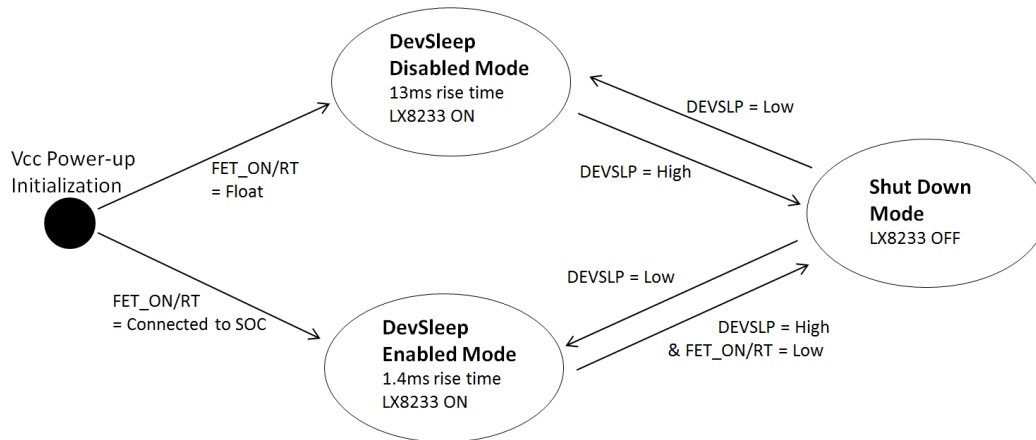 DevSleep
Disabled Mode
13ms rise time
LX8233 ON
DEVSLP = Low
Vcc Power-up
Initialization
FET_ON/RT
= Float
DEVSLP = High
Shut Down
Mode
LX8233 OFF
DEVSLP = Low
FET_ON/RT
= Connected to SOC
DevSleep
Enabled Mode
1.4ms rise time
LX8233 ON
DEVSLP = High
& FET_ON/RT = Low